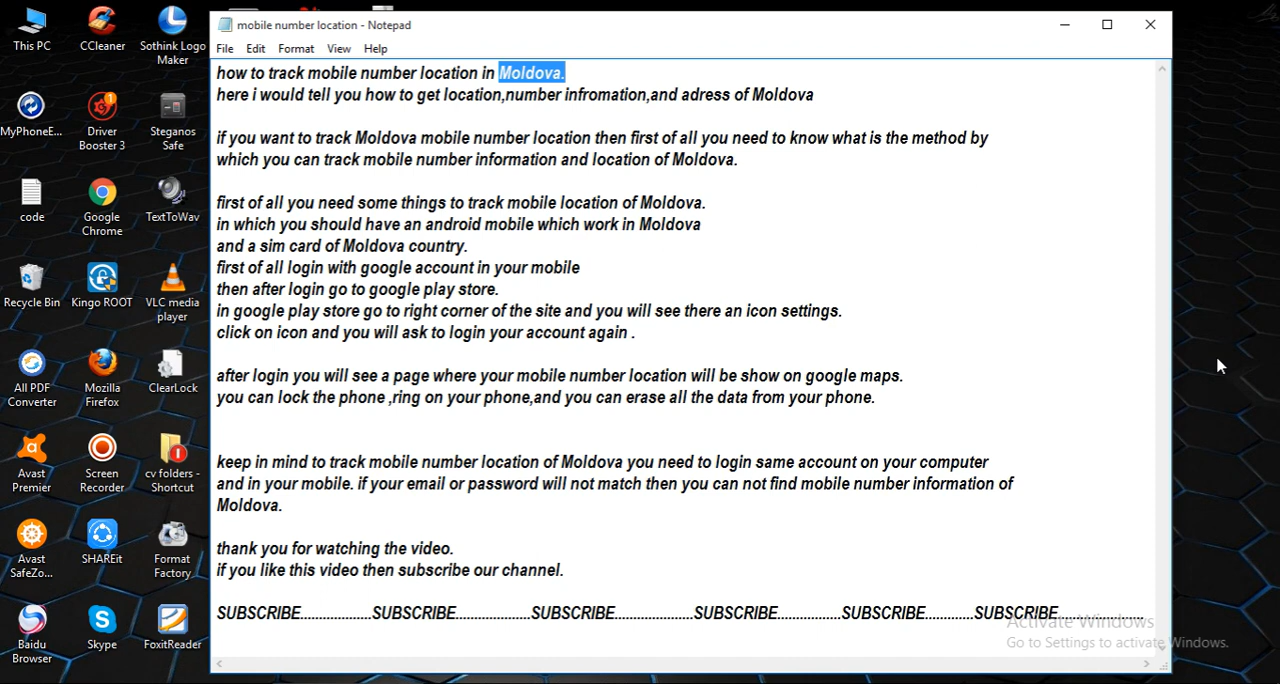 mobile number location - Notepad
File Edit Format View Help
how to track mobile number location in Moldova.
here i would tell you how to get location,number infromation,and adress of Moldova
if you want to track Moldova mobile number location then first of all you need to know what is the method by
which you can track mobile number information and location of Moldova.
first of all you need some things to track mobile location of Moldova.
in which you should have an android mobile which work in Moldova
and a sim card of Moldova country.
first of all login with google account in your mobile
then after login go to google play store.
in google play store go to right corner of the site and you will see there an icon settings.
click on icon and you will ask to login your account again .
after login you will see a page where your mobile number location will be show on google maps.
you can lock the phone ,ring on your phone,and you can erase all the data from your phone.
keep in mind to track mobile number location of Moldova you need to login same account on your computer
and in your mobile. if your email or password will not match then you can not find mobile number information of
Moldova.
thank you for watching the video.
if you like this video then subscribe our channel.
SUBSCRIBE...................SUBSCRIBE....................SUBSCRIBE.....................SUBSCRIBE.................SUBSCRIBE.............SUBSCRIBE.......................
Activate Windows
Go to Settings to activate Windows.
This PC
CCleaner
Sothink Logo
Maker
MyPhoneE...
Driver
Booster 3
1
Steganos
Safe
code
Google
Chrome
TextToWav
Recycle Bin
Kingo ROOT
VLC media
player
All PDF
Converter
Mozilla
Firefox
ClearLock
Avast
Premier
Screen
Recorder
cv folders -
Shortcut
Avast
SafeZo...
SHAREit
Format
Factory
Baidu
Browser
Skype
FoxitReader